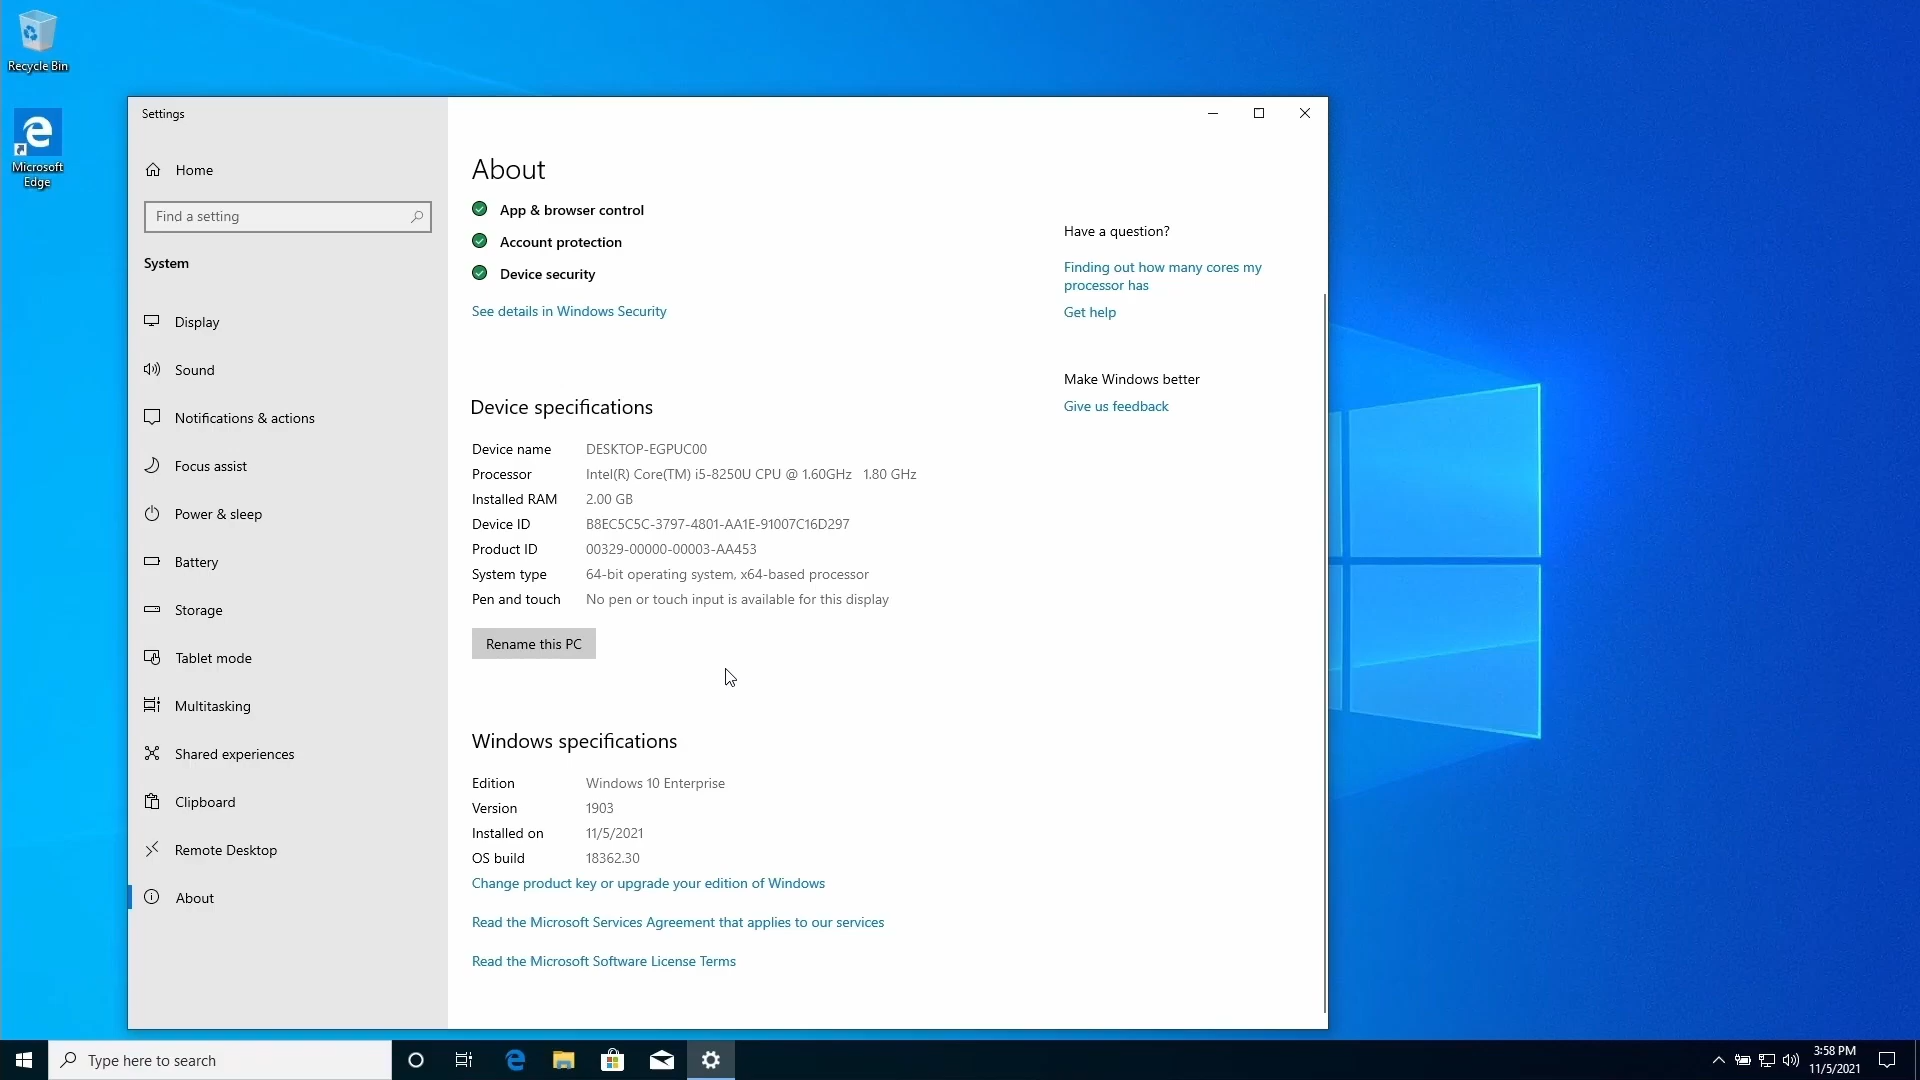 Recycle Bin
Microsoft
Edge
Settings
Home
Find a setting
System
Display
Sound
Notifications & actions
Focus assist
Power & sleep
Battery
Storage
Tablet mode
Multitasking
Shared experiences
Clipboard
Remote Desktop
About
About
App & browser control
Account protection
Device security
See details in Windows Security
Device specifications
Device name DESKTOP-EGPUC00
Processor Intel(R) Core(TM) i5-8250U CPU @ 1.60GHz 1.80 GHz
Installed RAM 2.00 GB
Device ID B8EC5C5C-3797-4801-AA1E-91007C16D297
Product ID 00329-00000-00003-AA453
System type 64-bit operating system, x64-based processor
Pen and touch No pen or touch input is available for this display
Rename this PC
Windows specifications
Edition Windows 10 Enterprise
Version 1903
Installed on 11/5/2021
OS build 18362.30
Change product key or upgrade your edition of Windows
Read the Microsoft Services Agreement that applies to our services
Read the Microsoft Software License Terms
Have a question?
Finding out how many cores my
processor has
Get help
Make Windows better
Give us feedback
Type here to search
3:58 PM
11/5/2021